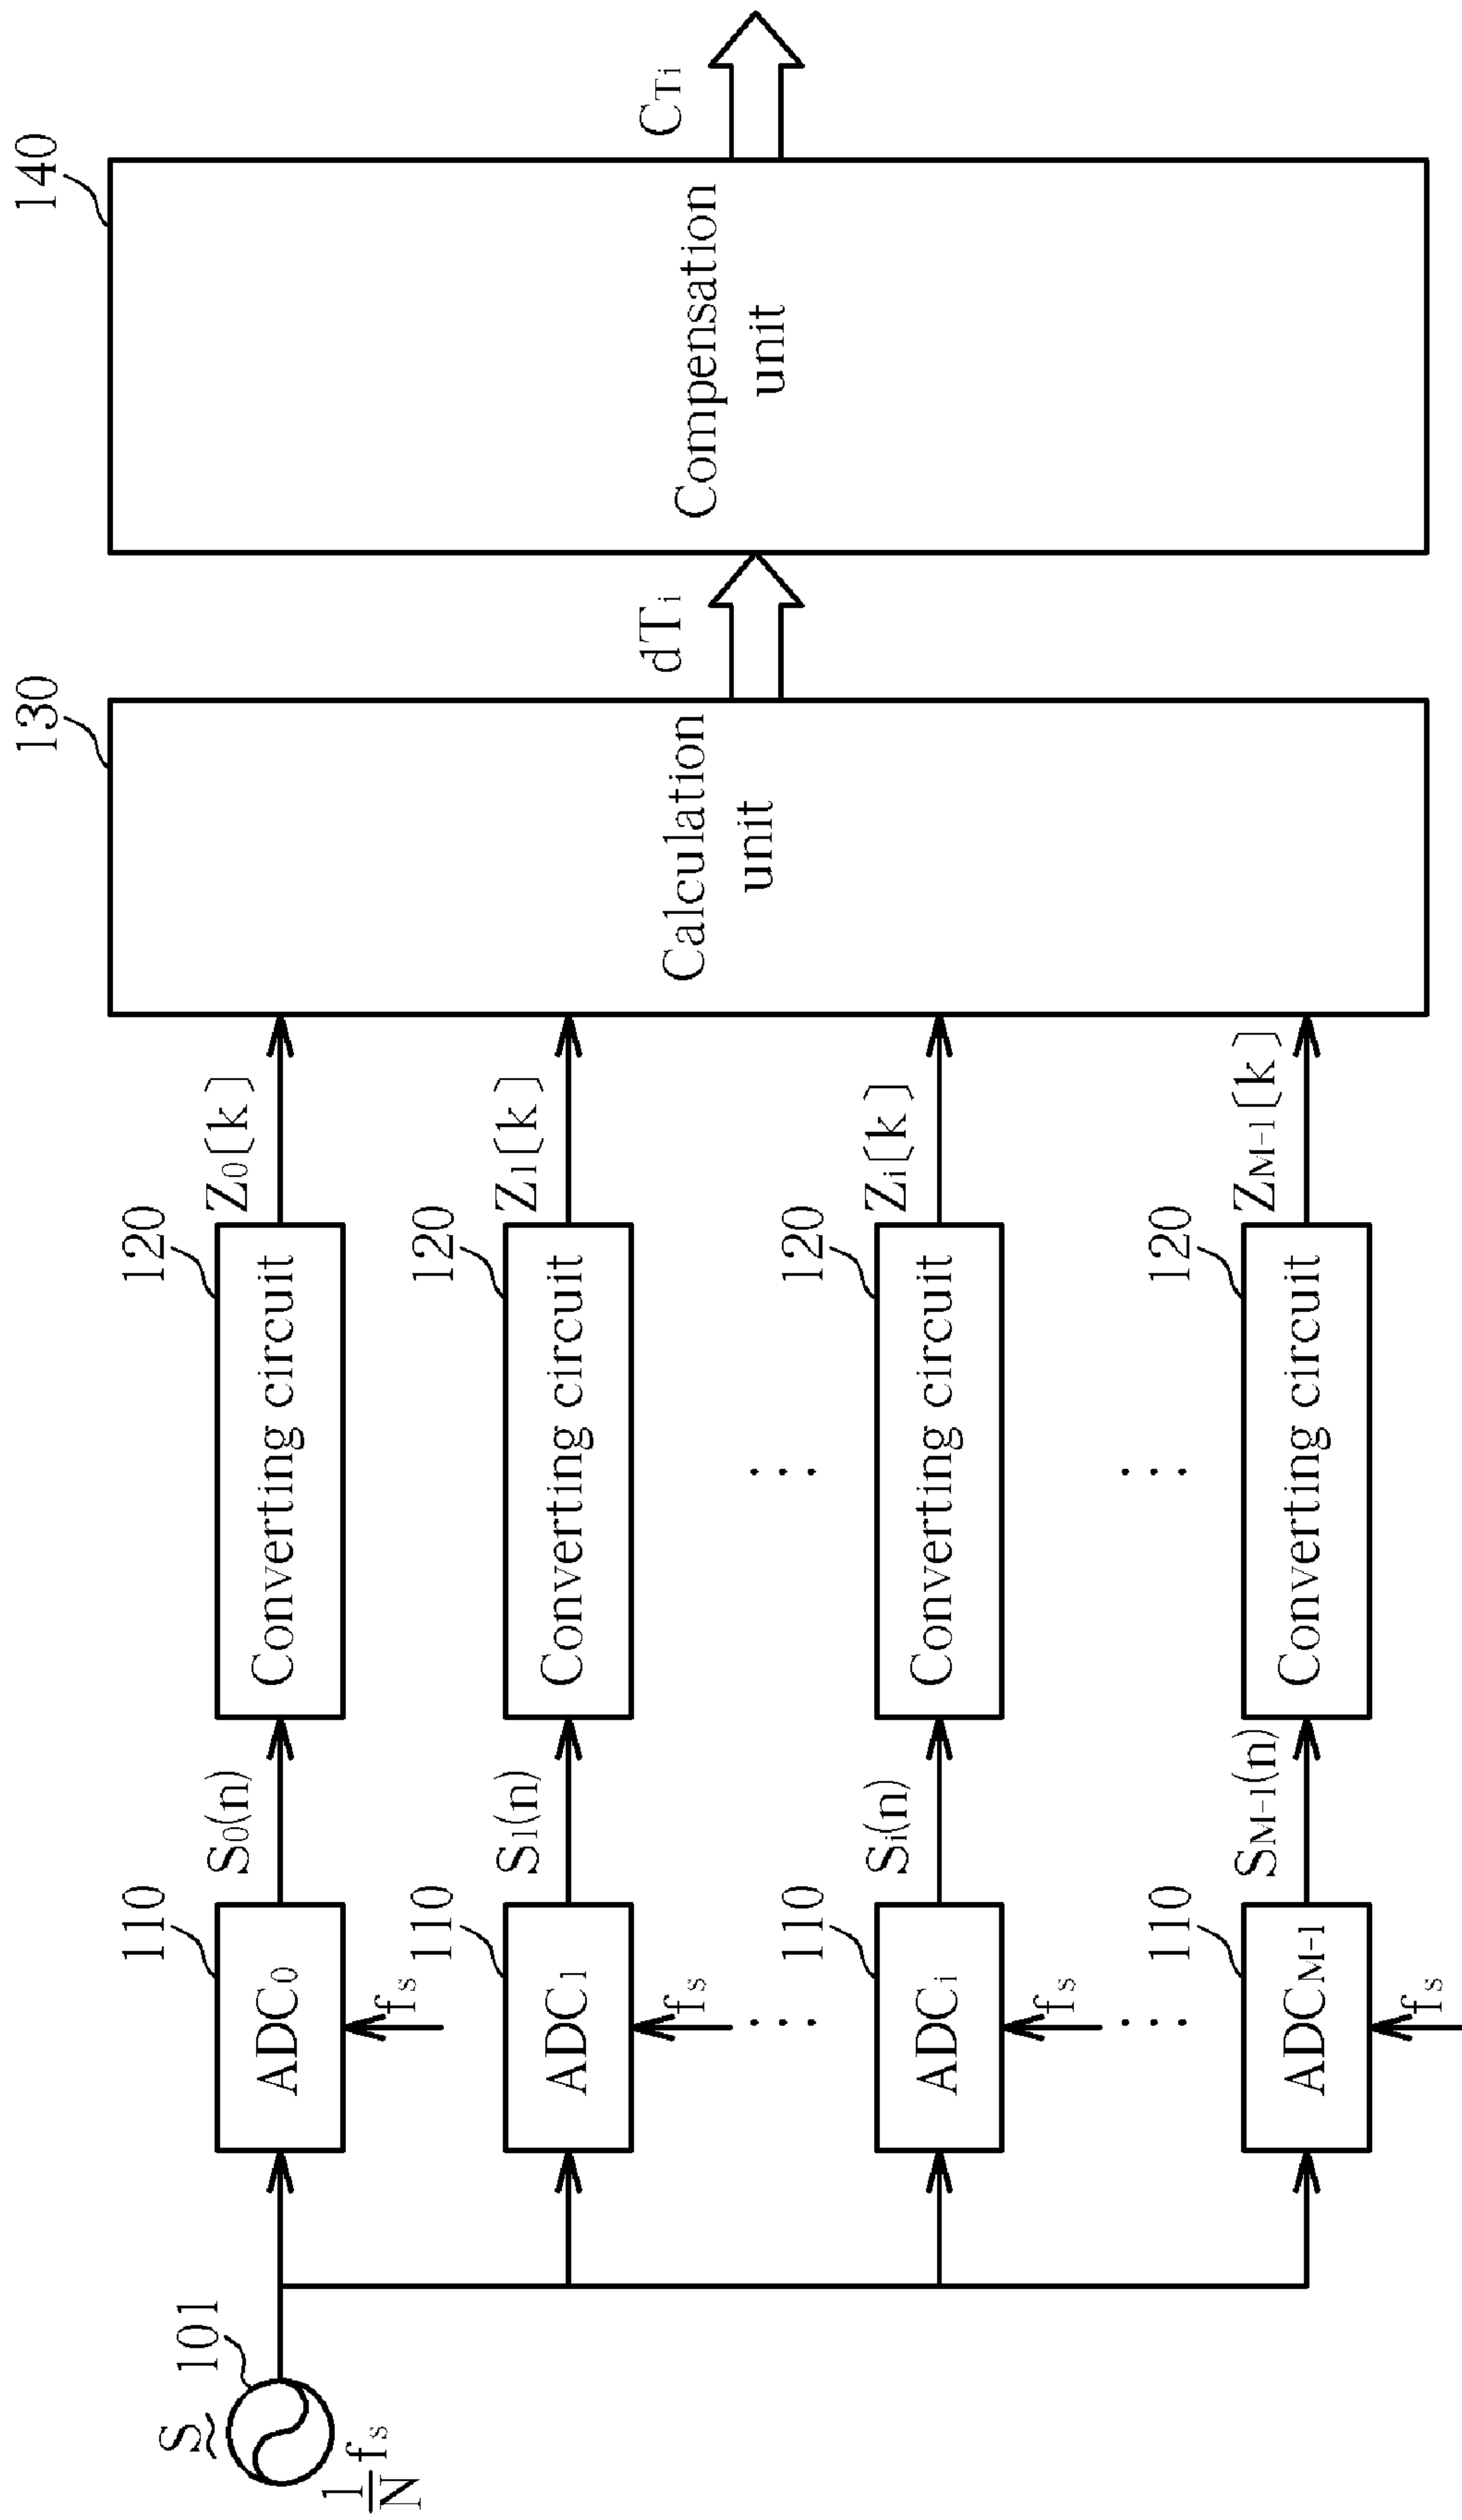 S̃
101
1/N fs
110
ADC0
fs
S0(n)
120
Converting circuit
Z0[k]
110
ADC1
fs
S1(n)
120
Converting circuit
Z1[k]
⋮
⋮
110
ADCi
fs
Si(n)
120
Converting circuit
Zi[k]
⋮
⋮
110
ADCM-1
fs
SM-1(n)
120
Converting circuit
ZM-1[k]
130
Calculation
unit
dTi
140
Compensation
unit
CTi